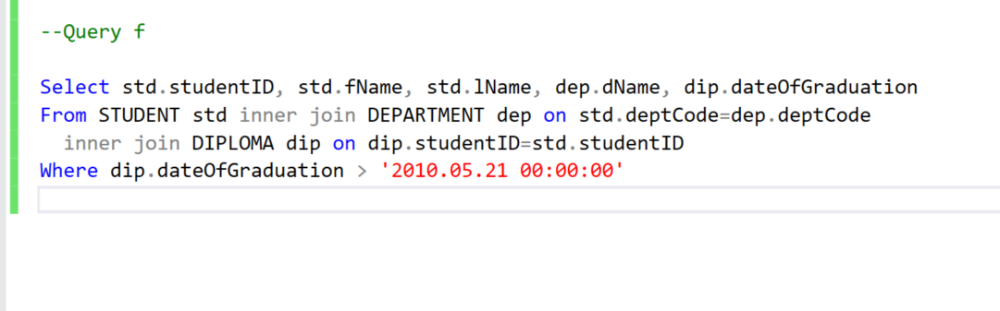 --Query f
Select std.studentID, std.fName, std.lName, dep.dName, dip.dateOfGraduation
From STUDENT std inner join DEPARTMENT dep on std.deptCode=dep.deptCode
inner join DIPLOMA dip on dip.studentID=std.studentID
Where dip.dateOfGraduation > '2010.05.21 00:00:00'